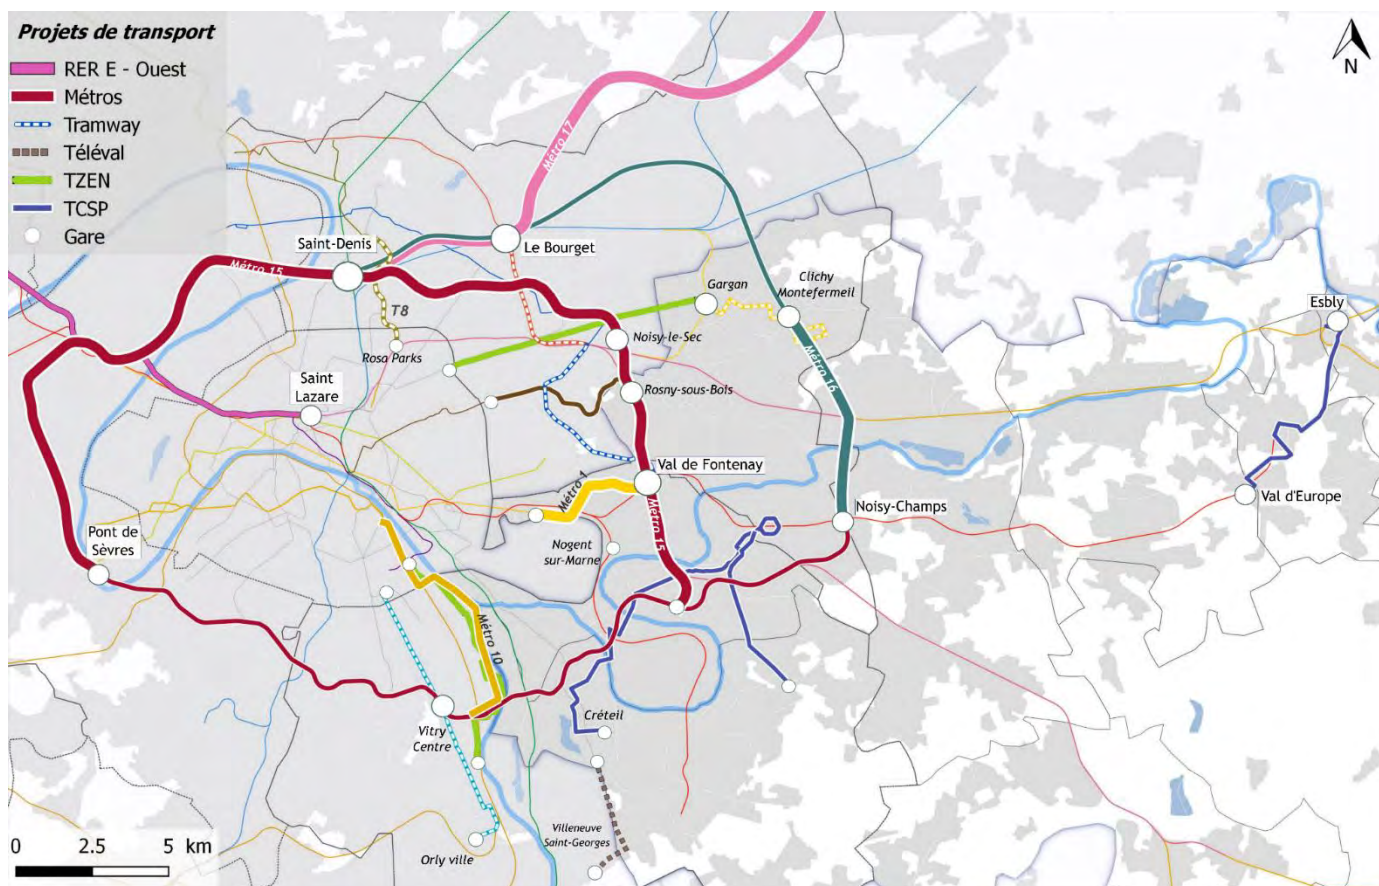 Projets de transport
RER E - Ouest
Métros
Tramway
Téléval
TZEN
TCSP
Gare
N
Métro 17
Saint-Denis
Le Bourget
Métro 15
T8
Rosa Parks
Gargan
Clichy
Montefermeil
Esbly
Noisy-le-Sec
Métro 16
Saint
Lazare
Rosny-sous-Bois
Val de Fontenay
Métro 1
Métro 15
Noisy-Champs
Val d'Europe
Pont de
Sèvres
Nogent
sur-Marne
Métro 10
Vitry
Centre
Créteil
Villeneuve
Saint-Georges
Orly ville
0 2.5 5 km